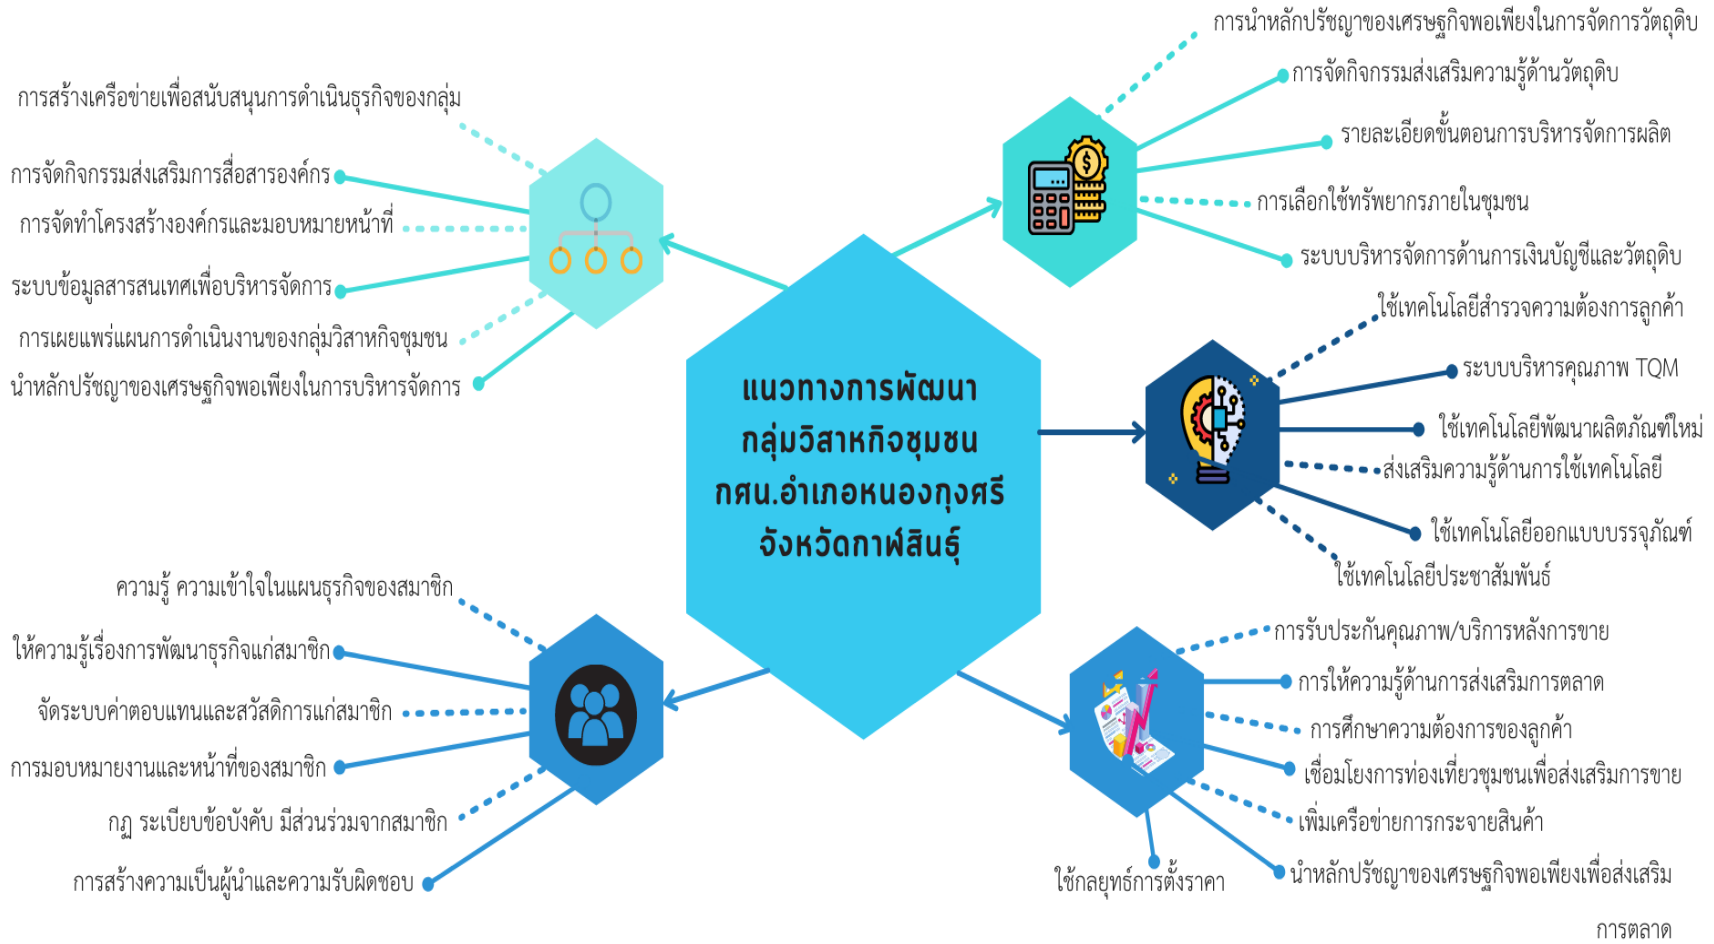 การสร้างเครือข่ายเพื่อสนับสนุนการดำเนินธุรกิจของกลุ่ม
การจัดกิจกรรมส่งเสริมการสื่อสารองค์กร
การจัดทำโครงสร้างองค์กรและมอบหมายหน้าที่
ระบบข้อมูลสารสนเทศเพื่อบริหารจัดการ
การเผยแพร่แผนการดำเนินงานของกลุ่มวิสาหกิจชุมชน
นำหลักปรัชญาของเศรษฐกิจพอเพียงในการบริหารจัดการ
การนำหลักปรัชญาของเศรษฐกิจพอเพียงในการจัดการวัตถุดิบ
การจัดกิจกรรมส่งเสริมความรู้ด้านวัตถุดิบ
รายละเอียดขั้นตอนการบริหารจัดการผลิต
การเลือกใช้ทรัพยากรภายในชุมชน
ระบบบริหารจัดการด้านการเงินบัญชีและวัตถุดิบ
แนวทางการพัฒนา
กลุ่มวิสาหกิจชุมชน
กศน.อำเภอหนองกุงศรี
จังหวัดกาฬสินธุ์
ใช้เทคโนโลยีสำรวจความต้องการลูกค้า
ระบบบริหารคุณภาพ TQM
ใช้เทคโนโลยีพัฒนาผลิตภัณฑ์ใหม่
ส่งเสริมความรู้ด้านการใช้เทคโนโลยี
ใช้เทคโนโลยีออกแบบบรรจุภัณฑ์
ใช้เทคโนโลยีประชาสัมพันธ์
ความรู้ ความเข้าใจในแผนธุรกิจของสมาชิก
ให้ความรู้เรื่องการพัฒนาธุรกิจแก่สมาชิก
จัดระบบค่าตอบแทนและสวัสดิการแก่สมาชิก
การมอบหมายงานและหน้าที่ของสมาชิก
กฏ ระเบียบข้อบังคับ มีส่วนร่วมจากสมาชิก
การสร้างความเป็นผู้นำและความรับผิดชอบ
การรับประกันคุณภาพ/บริการหลังการขาย
การให้ความรู้ด้านการส่งเสริมการตลาด
การศึกษาความต้องการของลูกค้า
เชื่อมโยงการท่องเที่ยวชุมชนเพื่อส่งเสริมการขาย
เพิ่มเครือข่ายการกระจายสินค้า
นำหลักปรัชญาของเศรษฐกิจพอเพียงเพื่อส่งเสริม
การตลาด
ใช้กลยุทธ์การตั้งราคา